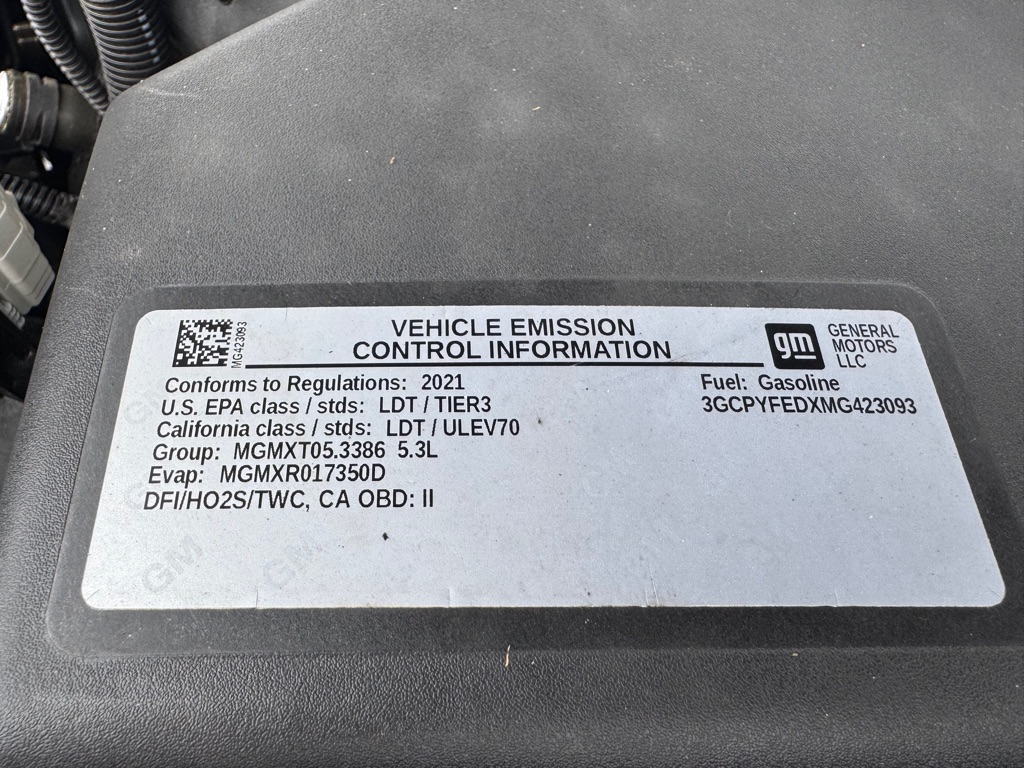 MG423093
VEHICLE EMISSION
CONTROL INFORMATION
gm
GENERAL
MOTORS
LLC
Conforms to Regulations: 2021
U.S. EPA class / stds: LDT / TIER3
California class / stds: LDT / ULEV70
Group: MGMXT05.3386 5.3L
Evap: MGMXR017350D
DFI/HO2S/TWC, CA OBD: II
Fuel: Gasoline
3GCPYFEDXMG423093
GM
GM